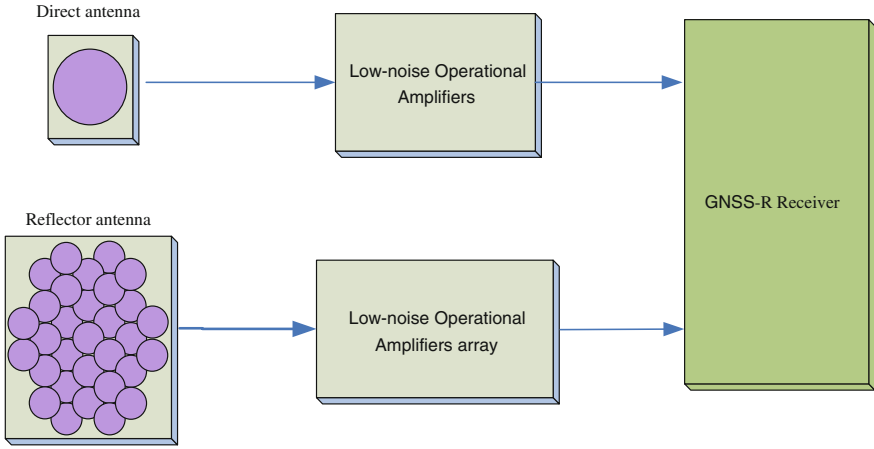 Direct antenna
Low-noise Operational
Amplifiers
GNSS-R Receiver
Reflector antenna
Low-noise Operational
Amplifiers array